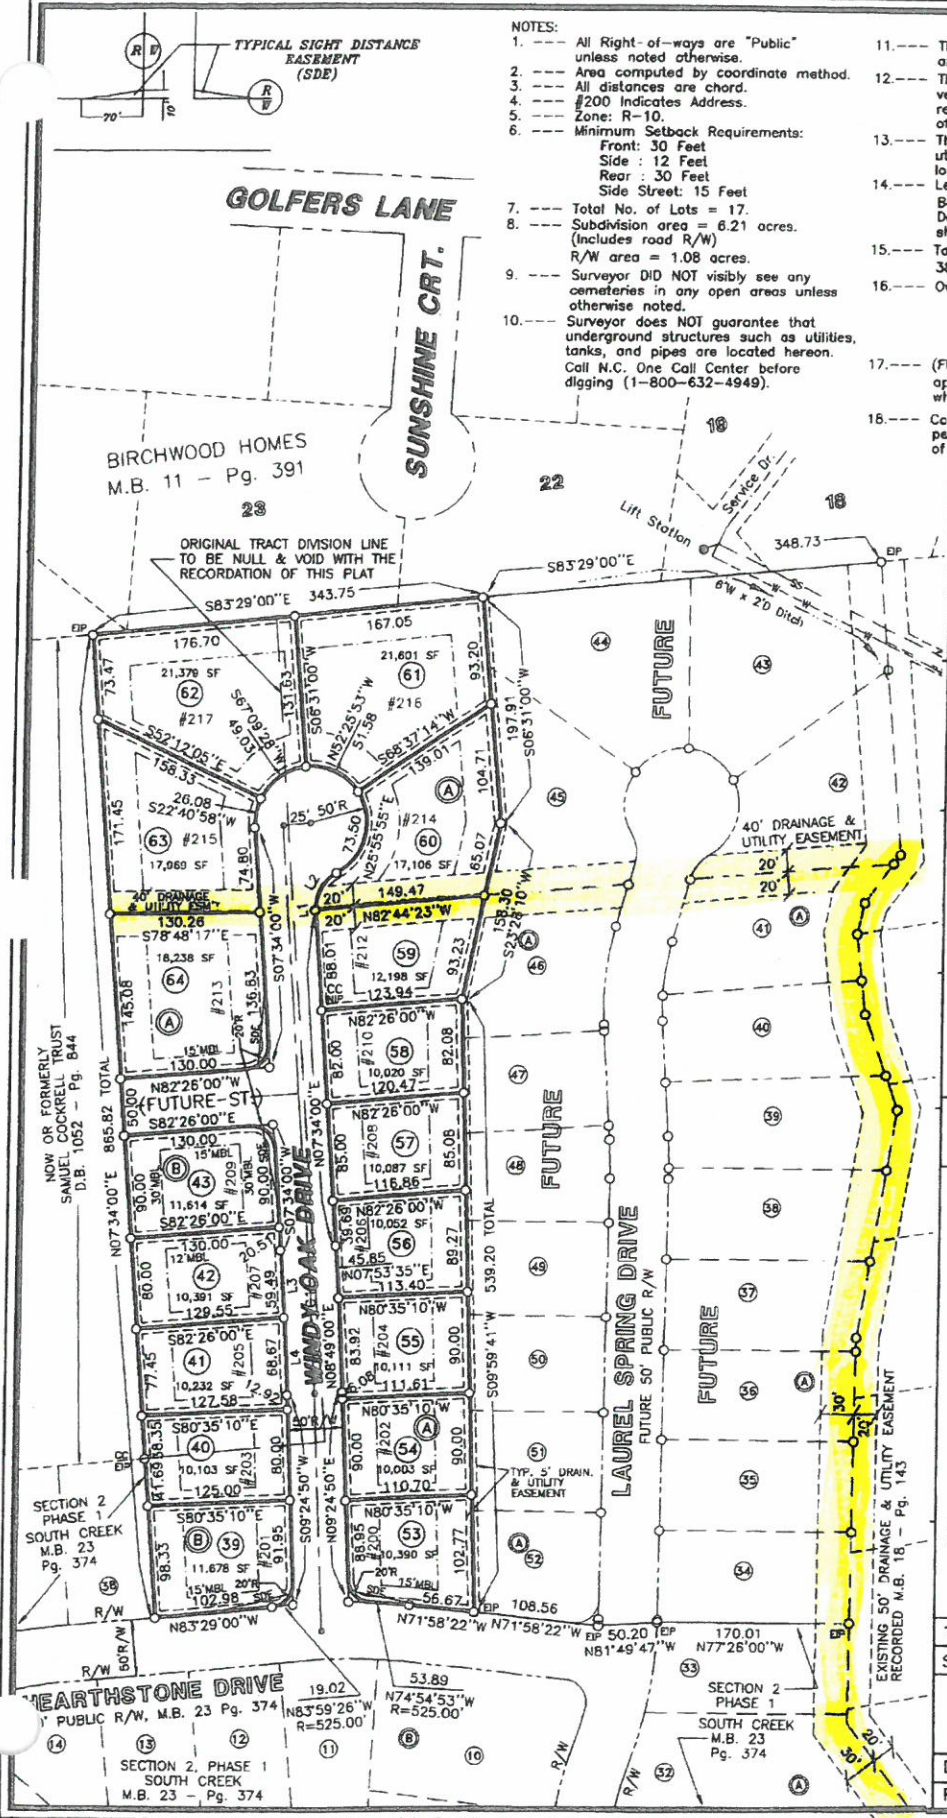 TYPICAL SIGHT DISTANCE
EASEMENT
(SDE)
R W
R
W
70'
10'
NOTES:
1. --- All Right-of-ways are "Public"
unless noted otherwise.
2. --- Area computed by coordinate method.
3. --- All distances are chord.
4. --- #200 Indicates Address.
5. --- Zone: R-10.
6. --- Minimum Setback Requirements:
Front: 30 Feet
Side : 12 Feet
Rear : 30 Feet
Side Street: 15 Feet
7. --- Total No. of Lots = 17.
8. --- Subdivision area = 6.21 acres.
(Includes road R/W)
R/W area = 1.08 acres.
9. --- Surveyor DID NOT visibly see any
cemeteries in any open areas unless
otherwise noted.
10.--- Surveyor does NOT guarantee that
underground structures such as utilities,
tanks, and pipes are located hereon.
Call N.C. One Call Center before
digging (1-800-632-4949).
11.---
12.---
13.---
14.---
15.---
16.---
17.---
18.---
GOLFERS LANE
SUNSHINE CRT.
BIRCHWOOD HOMES
M.B. 11 - Pg. 391
23
22
18
18
Service Dr.
Lift Station
348.73
EIP
S83°29'00"E
6'W x 2'D Ditch
ORIGINAL TRACT DIVISION LINE
TO BE NULL & VOID WITH THE
RECORDATION OF THIS PLAT
S83°29'00"E 343.75
EIP
176.70
167.05
73.47
21,379 SF
62
#217
131.63
S06°31'00"W
21,601 SF
61
#216
93.20
197.91
S06°31'00"W
S67°09'28"W
49.03
N52°25'53"W
51.58
S68°37'14"W
139.01
S52°12'05"E
158.33
26.08
S22°40'58"W
25'
50'R
73.50
N25°55'55"E
104.71
A
#214
60
17,106 SF
65.07
171.45
63
#215
17,969 SF
74.80
40' DRAINAGE
& UTILITY ESMT
130.26
S78°48'17"E
L2
L1
20'
20'
149.47
N82°44'23"W
158.30
S23°28'10"W
18,238 SF
64
#213
A
145.08
136.83
S07°34'00"W
20'R
SDE
15'MBL
130.00
N82°26'00"W
88.01
#212
59
12,198 SF
93.23
CC
NIP
123.94
N82°26'00"W
82.00
#210
58
10,020 SF
82.08
120.47
N82°26'00"W
(FUTURE-ST)
50.00
S82°26'00"E
130.00
15'MBL
B
43
90.00
30'MBL
11,614 SF
#209
30'MBL
90.00
SDE
S07°34'00"W
S82°26'00"E
N07°34'00"E
85.00
#208
57
10,087 SF
85.08
116.86
N82°26'00"W
39.69
#206
10,052 SF
56
45.85
N07°53'35"E
89.27
113.40
539.20 TOTAL
S09°59'41"W
NOW OR FORMERLY
SAMUEL COCKRELL TRUST
D.B. 1052 - Pg. 844
N07°34'00"E 865.82 TOTAL
130.00
12'MBL
20.51
42
80.00
10,391 SF
#207
59.49
129.55
L3
S82°26'00"E
41
77.45
10,232 SF
#205
68.67
127.58
L4
WINDY OAK DRIVE
N80°35'10"W
83.92
#204
55
10,111 SF
90.00
N08°49'00"E
6.08
111.61
N80°35'10"W
90.00
#202
A
54
10,003 SF
90.00
110.70
50'R/W
S80°35'10"E
38.35
40
10,103 SF
#203
80.00
41.69
125.00
EIP
S80°35'10"E
B
39
98.33
11,678 SF
#201
91.95
15'MBL
20'R
SDE
102.98
N83°29'00"W
S09°24'50"W
N09°24'50"E
N80°35'10"W
88.95
#200
53
10,390 SF
102.77
20'R
SDE
15'MBL
56.67
N71°58'22"W
EIP
N71°58'22"W
108.56
TYP. 5' DRAIN.
& UTILITY
EASEMENT
SECTION 2
PHASE 1
SOUTH CREEK
M.B. 23
Pg. 374
38
R/W
50'R/W
R/W
HEARTHSTONE DRIVE
PUBLIC R/W, M.B. 23 Pg. 374
14
13
12
11
10
B
19.02
N83°59'26"W
R=525.00'
53.89
N74°54'53"W
R=525.00'
SECTION 2, PHASE 1
SOUTH CREEK
M.B. 23 - Pg. 374
R/W
R/W
FUTURE
44
43
42
45
40' DRAINAGE &
UTILITY EASEMENT
20'
20'
A
41
A
46
40
47
39
48
FUTURE
38
49
37
50
FUTURE
36
A
51
35
A
52
34
LAUREL SPRING DRIVE
FUTURE 50' PUBLIC R/W
30'
20'
EXISTING 50' DRAINAGE & UTILITY EASEMENT
RECORDED M.B. 18 - Pg. 143
EIP 50.20 EIP
N81°49'47"W
170.01
N77°26'00"W
EIP
33
SECTION 2
PHASE 1
SOUTH CREEK
M.B. 23
Pg. 374
32
A
20'
30'